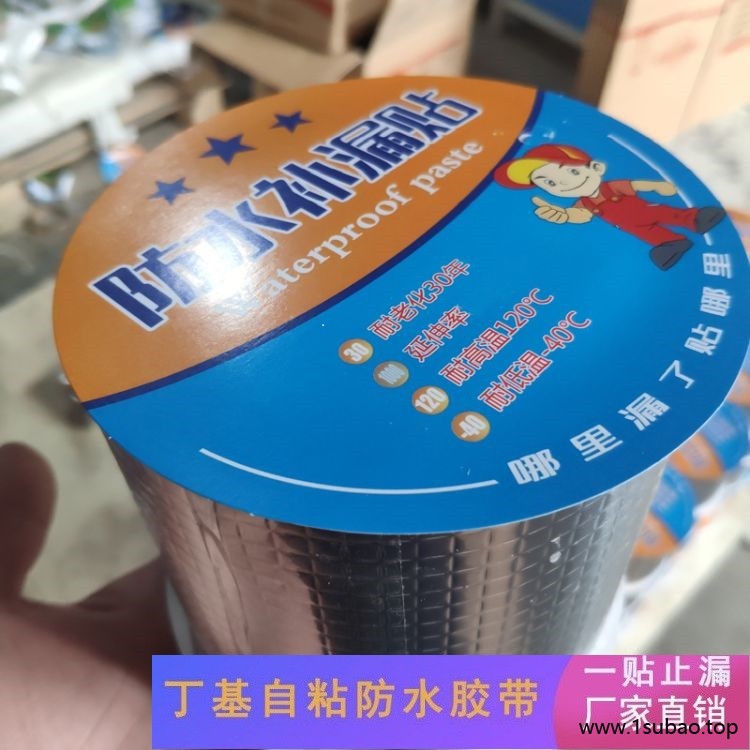 防水补漏贴
Waterproof paste
30 耐老化30年
1000 延伸率
120 耐高温120℃
-40 耐低温-40℃
哪里漏了贴哪里
丁基自粘防水胶带
一贴止漏
厂家直销
www.1subao.top